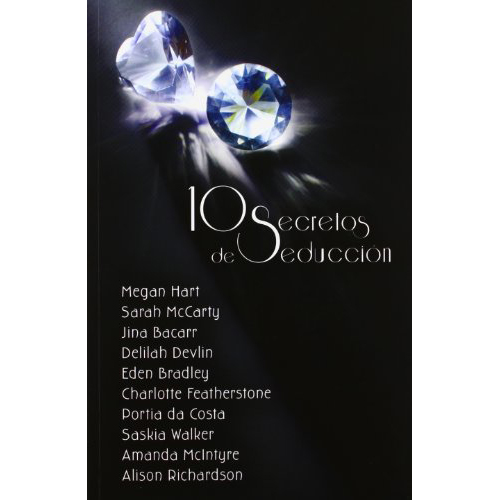 10 Secretos
de Seducción
Megan Hart
Sarah McCarty
Jina Bacarr
Delilah Devlin
Eden Bradley
Charlotte Featherstone
Portia da Costa
Saskia Walker
Amanda McIntyre
Alison Richardson